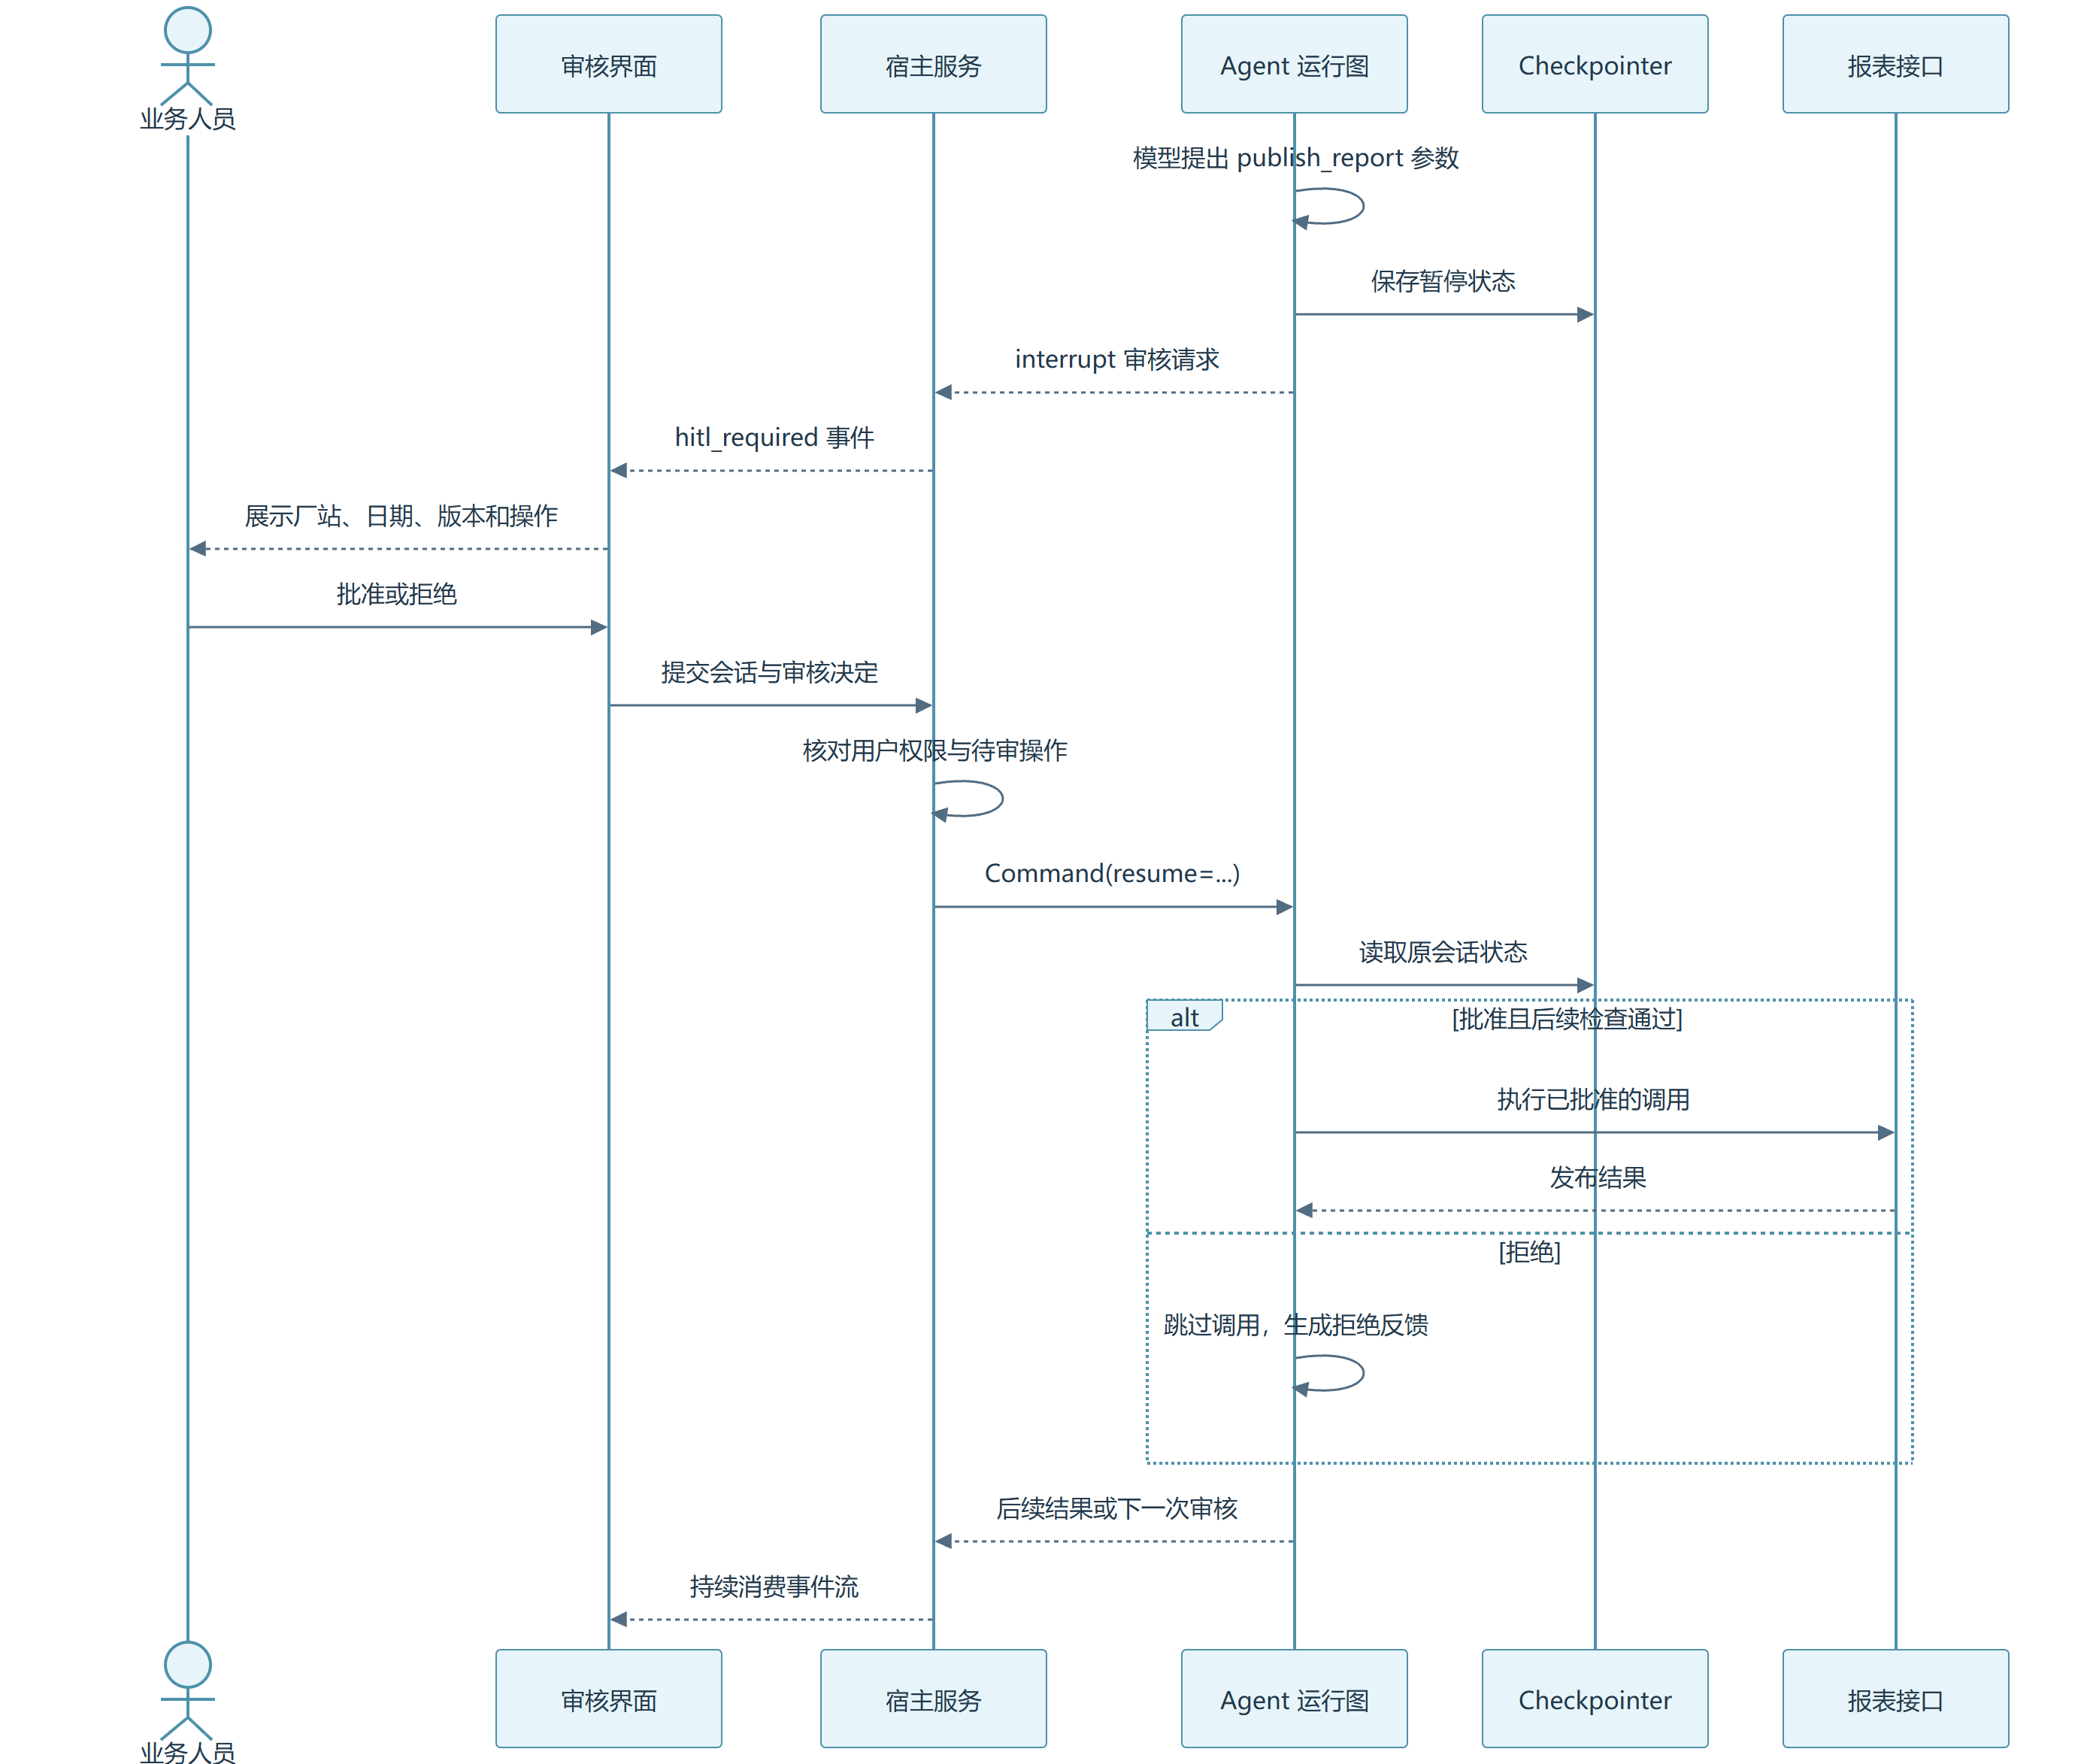 业务人员
审核界面
宿主服务
Agent 运行图
Checkpointer
报表接口
模型提出 publish_report 参数
保存暂停状态
interrupt 审核请求
hitl_required 事件
展示厂站、日期、版本和操作
批准或拒绝
提交会话与审核决定
核对用户权限与待审操作
Command(resume=...)
读取原会话状态
alt
[批准且后续检查通过]
执行已批准的调用
发布结果
[拒绝]
跳过调用，生成拒绝反馈
后续结果或下一次审核
持续消费事件流
业务人员
审核界面
宿主服务
Agent 运行图
Checkpointer
报表接口